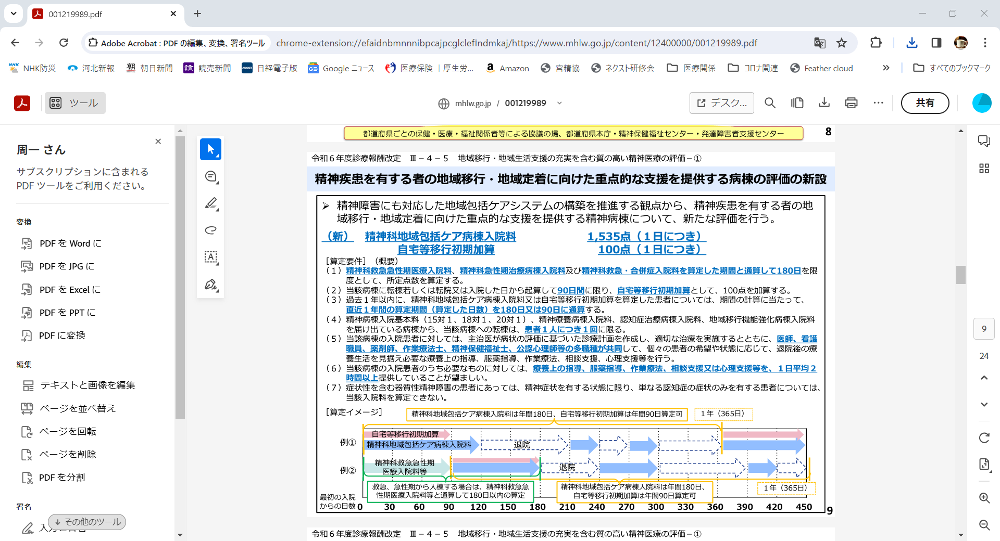 001219989.pdf
Adobe Acrobat : PDF の編集、変換、署名ツール
chrome-extension://efaidnbmnnnibpcajpcglclefindmkaj/https://www.mhlw.go.jp/content/12400000/001219989.pdf
NHK防災
河北新報
朝日新聞
読売新聞
日経電子版
Google ニュース
医療保険 ｜厚生労...
Amazon
宮精協
ネクスト研修会
医療関係
コロナ関連
Feather cloud
すべてのブックマーク
ツール
mhlw.go.jp / 001219989
デスク...
共有
周一 さん
サブスクリプションに含まれる
PDF ツールをご利用ください。
変換
PDF を Word に
PDF を JPG に
PDF を Excel に
PDF を PPT に
PDF に変換
編集
テキストと画像を編集
ページを並べ替え
ページを回転
ページを削除
PDF を分割
署名
その他のツール
都道府県ごとの保健・医療・福祉関係者等による協議の場、都道府県本庁・精神保健福祉センター・発達障害者支援センター
8
令和６年度診療報酬改定　Ⅲ－４－５　地域移行・地域生活支援の充実を含む質の高い精神医療の評価－①
精神疾患を有する者の地域移行・地域定着に向けた重点的な支援を提供する病棟の評価の新設
➢ 精神障害にも対応した地域包括ケアシステムの構築を推進する観点から、精神疾患を有する者の地
域移行・地域定着に向けた重点的な支援を提供する精神病棟について、新たな評価を行う。
（新）　精神科地域包括ケア病棟入院料　1,535点（１日につき）
自宅等移行初期加算　100点（１日につき）
［算定要件］（概要）
（１）精神科救急急性期医療入院料、精神科急性期治療病棟入院料及び精神科救急・合併症入院料を算定した期間と通算して180日を限
度として、所定点数を算定する。
（２）当該病棟に転棟若しくは転院又は入院した日から起算して90日間に限り、自宅等移行初期加算として、100点を加算する。
（３）過去１年以内に、精神科地域包括ケア病棟入院料又は自宅等移行初期加算を算定した患者については、期間の計算に当たって、
直近１年間の算定期間（算定した日数）を180日又は90日に通算する。
（４）精神病棟入院基本料（15対１、18対１、20対１）、精神療養病棟入院料、認知症治療病棟入院料、地域移行機能強化病棟入院料
を届け出ている病棟から、当該病棟への転棟は、患者１人につき１回に限る。
（５）当該病棟の入院患者に対しては、主治医が病状の評価に基づいた診療計画を作成し、適切な治療を実施するとともに、医師、看護
職員、薬剤師、作業療法士、精神保健福祉士、公認心理師等の多職種が共同して、個々の患者の希望や状態に応じて、退院後の療
養生活を見据え必要な療養上の指導、服薬指導、作業療法、相談支援、心理支援等を行う。
（６）当該病棟の入院患者のうち必要なものに対しては、療養上の指導、服薬指導、作業療法、相談支援又は心理支援等を、１日平均２
時間以上提供していることが望ましい。
（７）症状性を含む器質性精神障害の患者にあっては、精神症状を有する状態に限り、単なる認知症の症状のみを有する患者については、
当該入院料を算定できない。
［算定イメージ］
精神科地域包括ケア病棟入院料は年間180日、自宅等移行初期加算は年間90日算定可
１年（365日）
例①
自宅等移行初期加算
精神科地域包括ケア病棟入院料
退院
例②
精神科救急急性期
医療入院料等
退院
救急、急性期から入棟する場合は、精神科救急急
性期医療入院料等と通算して180日以内の算定
精神科地域包括ケア病棟入院料は年間180日、
自宅等移行初期加算は年間90日算定可
１年（365日）
最初の入院
からの日数
0 30 60 90 120 150 180 210 240 270 300 330 360 390 420 450
9
令和６年度診療報酬改定　Ⅲ－４－５　地域移行・地域生活支援の充実を含む質の高い精神医療の評価－①
9
24